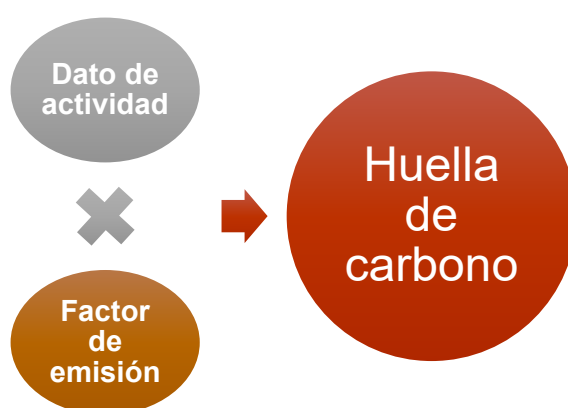 Dato de
actividad
Factor
de
emisión
Huella
de
carbono